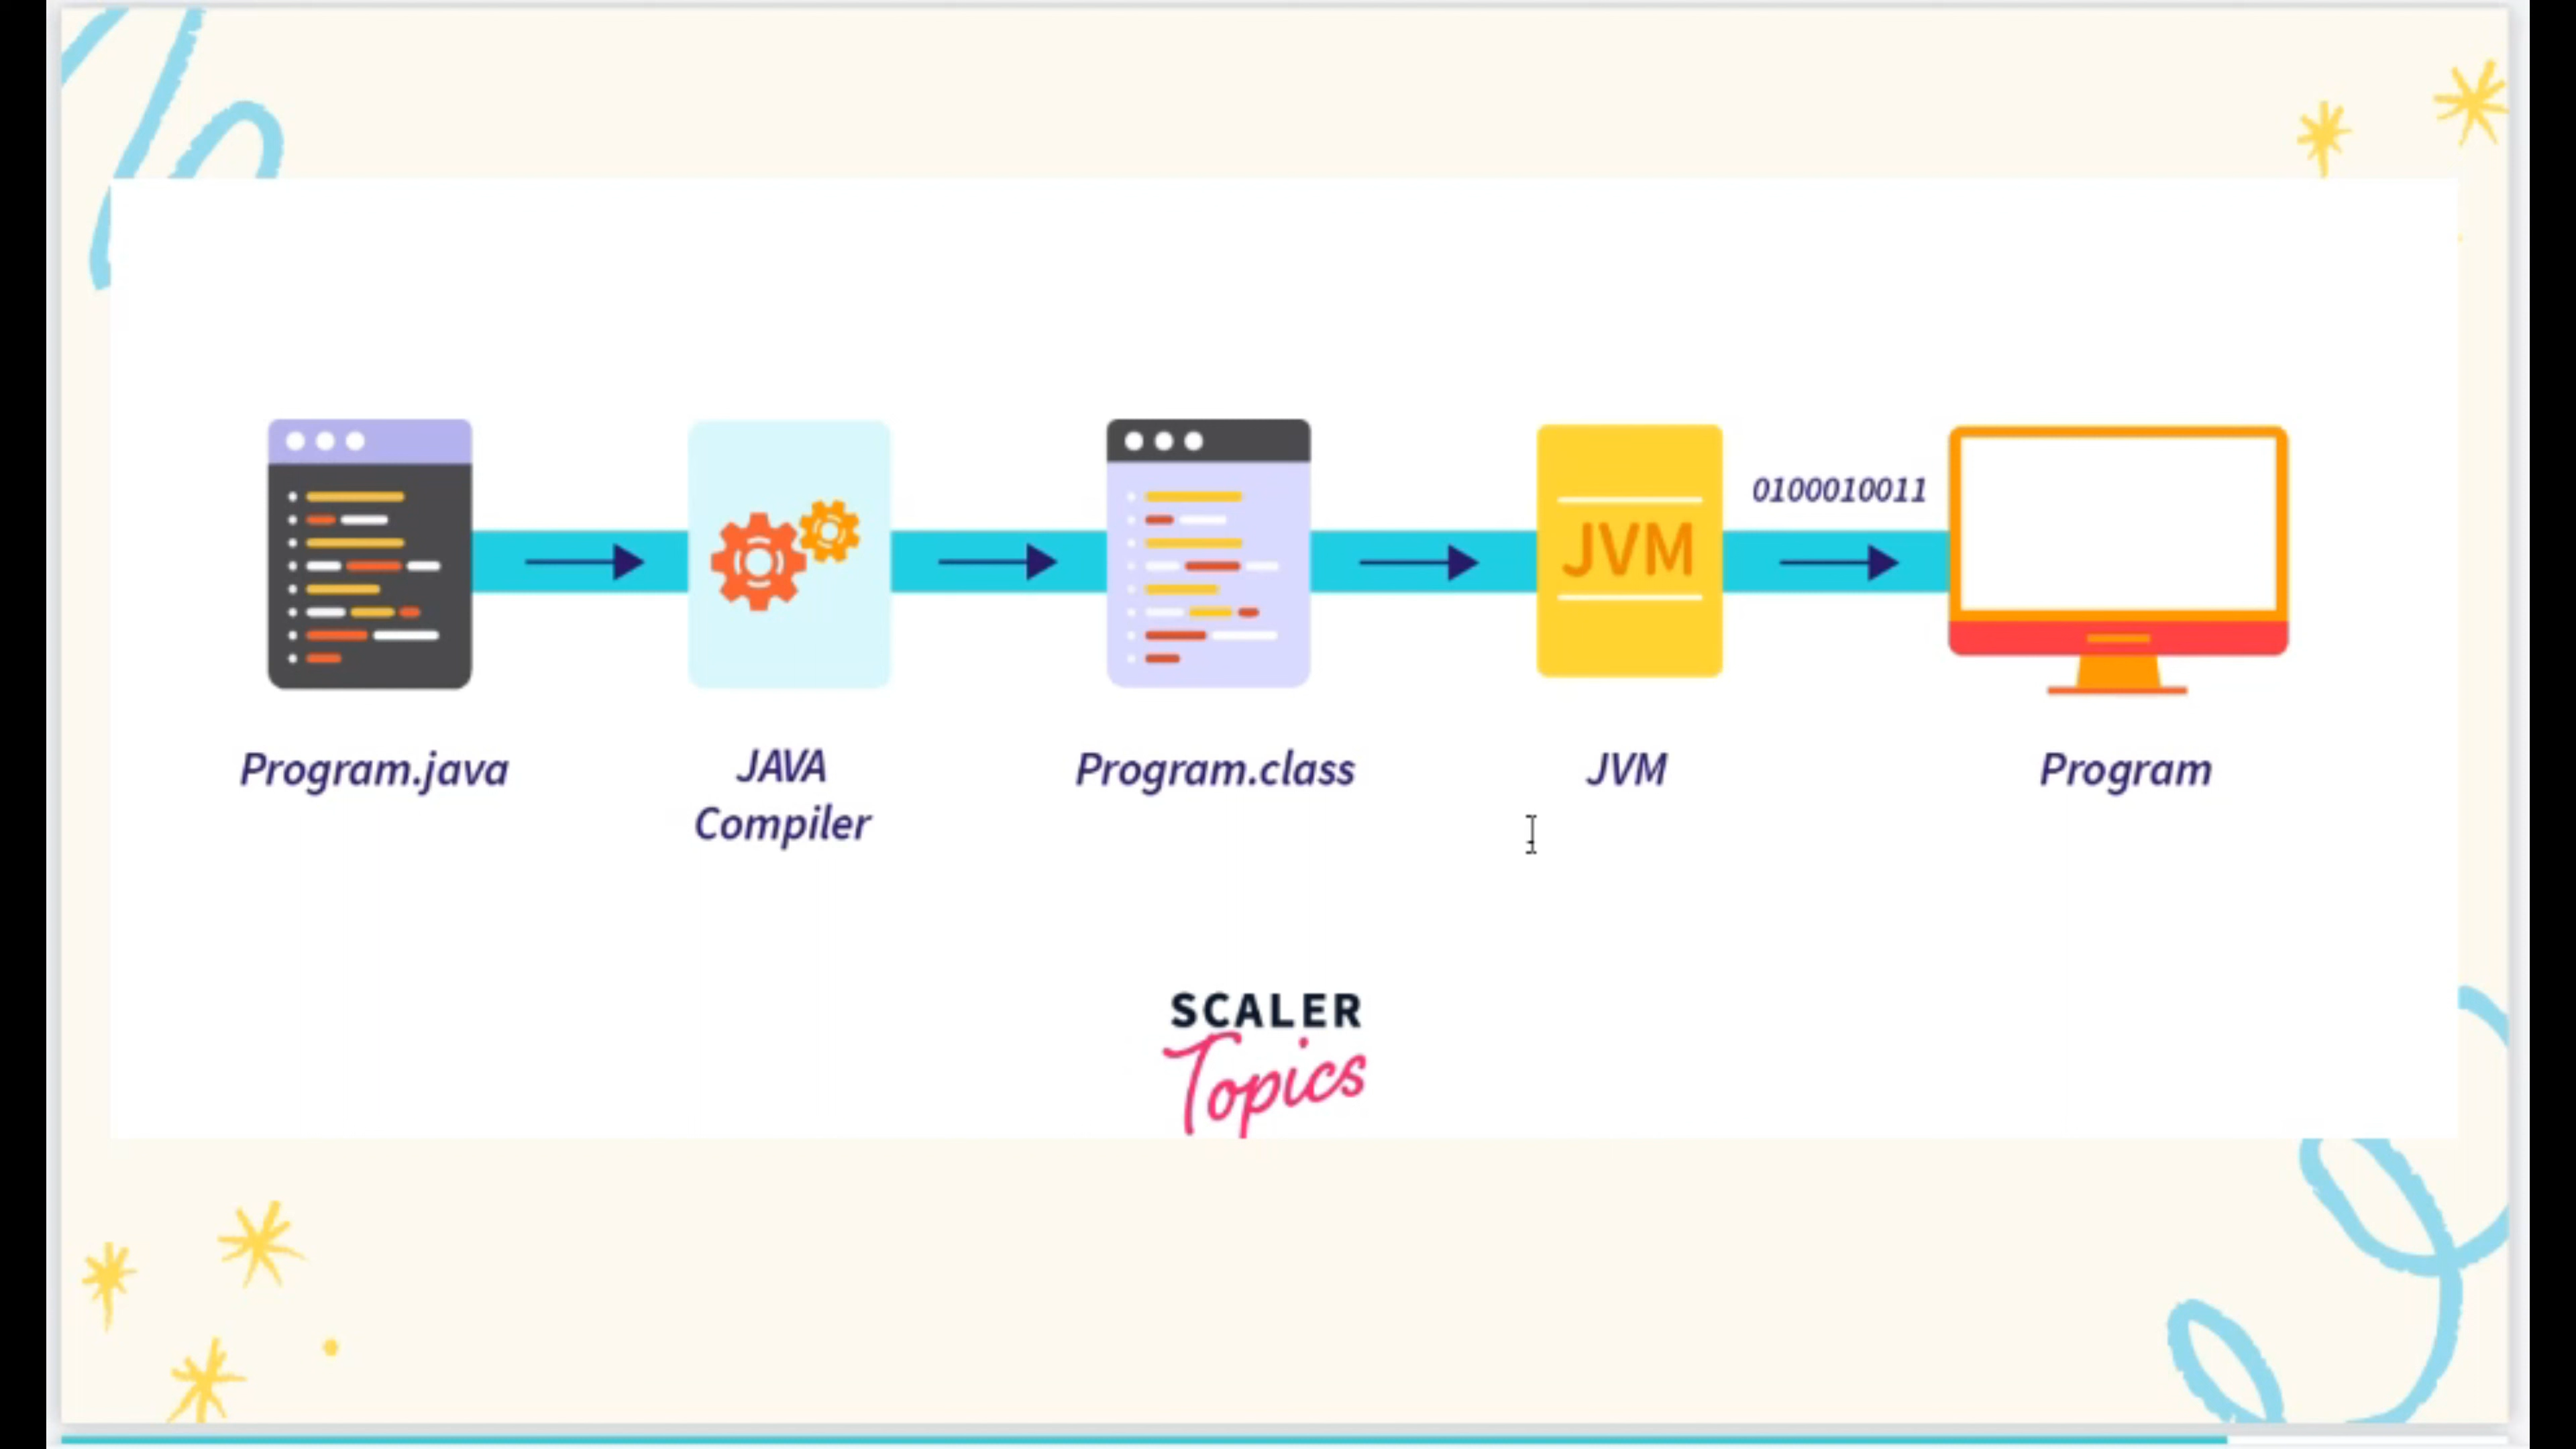 0100010011
JVM
Program.java
JAVA
Compiler
Program.class
JVM
Program
SCALER
Topics